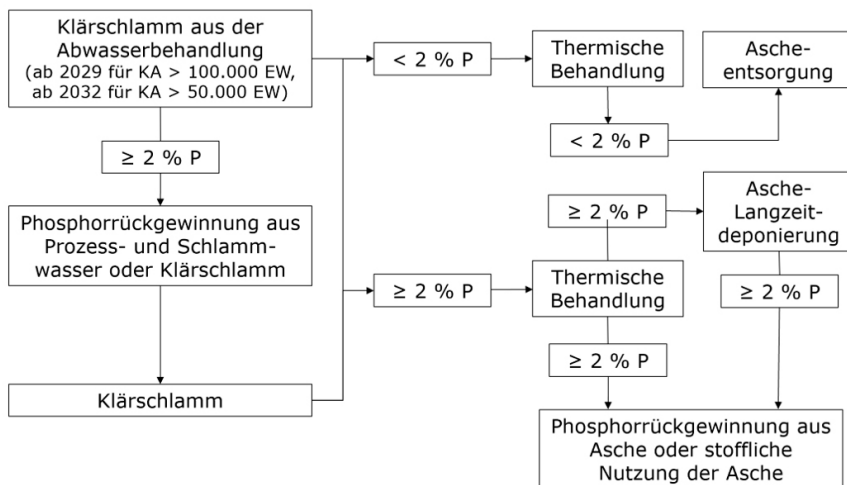 Klärschlamm aus der
Abwasserbehandlung
(ab 2029 für KA > 100.000 EW,
ab 2032 für KA > 50.000 EW)
≥ 2 % P
Phosphorrückgewinnung aus
Prozess- und Schlamm-
wasser oder Klärschlamm
Klärschlamm
< 2 % P
Thermische
Behandlung
Asche-
entsorgung
< 2 % P
≥ 2 % P
Thermische
Behandlung
≥ 2 % P
Asche-
Langzeit-
deponierung
≥ 2 % P
≥ 2 % P
Phosphorrückgewinnung aus
Asche oder stoffliche
Nutzung der Asche